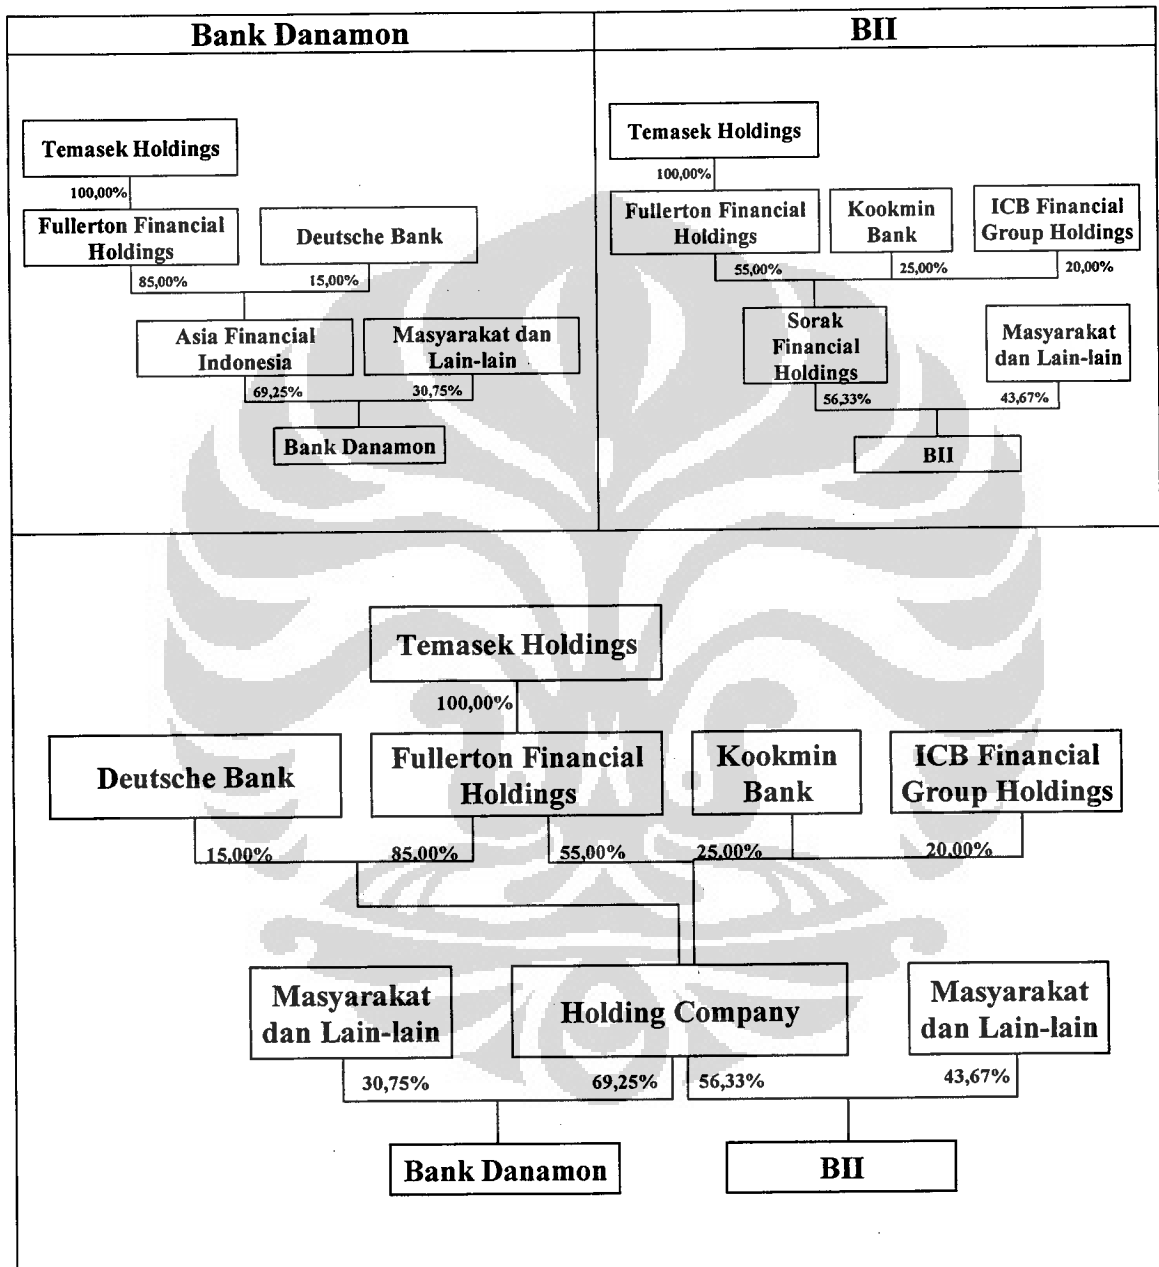 Bank Danamon
Temasek Holdings
100,00%
Fullerton Financial
Holdings
Deutsche Bank
85,00%
15,00%
Asia Financial
Indonesia
Masyarakat dan
Lain-lain
69,25%
30,75%
Bank Danamon
BII
Temasek Holdings
100,00%
Fullerton Financial
Holdings
Kookmin
Bank
ICB Financial
Group Holdings
55,00%
25,00%
20,00%
Sorak
Financial
Holdings
Masyarakat
dan Lain-lain
56,33%
43,67%
BII
Temasek Holdings
100,00%
Deutsche Bank
Fullerton Financial
Holdings
Kookmin
Bank
ICB Financial
Group Holdings
15,00%
85,00%
55,00%
25,00%
20,00%
Masyarakat
dan Lain-lain
Holding Company
Masyarakat
dan Lain-lain
30,75%
69,25%
56,33%
43,67%
Bank Danamon
BII